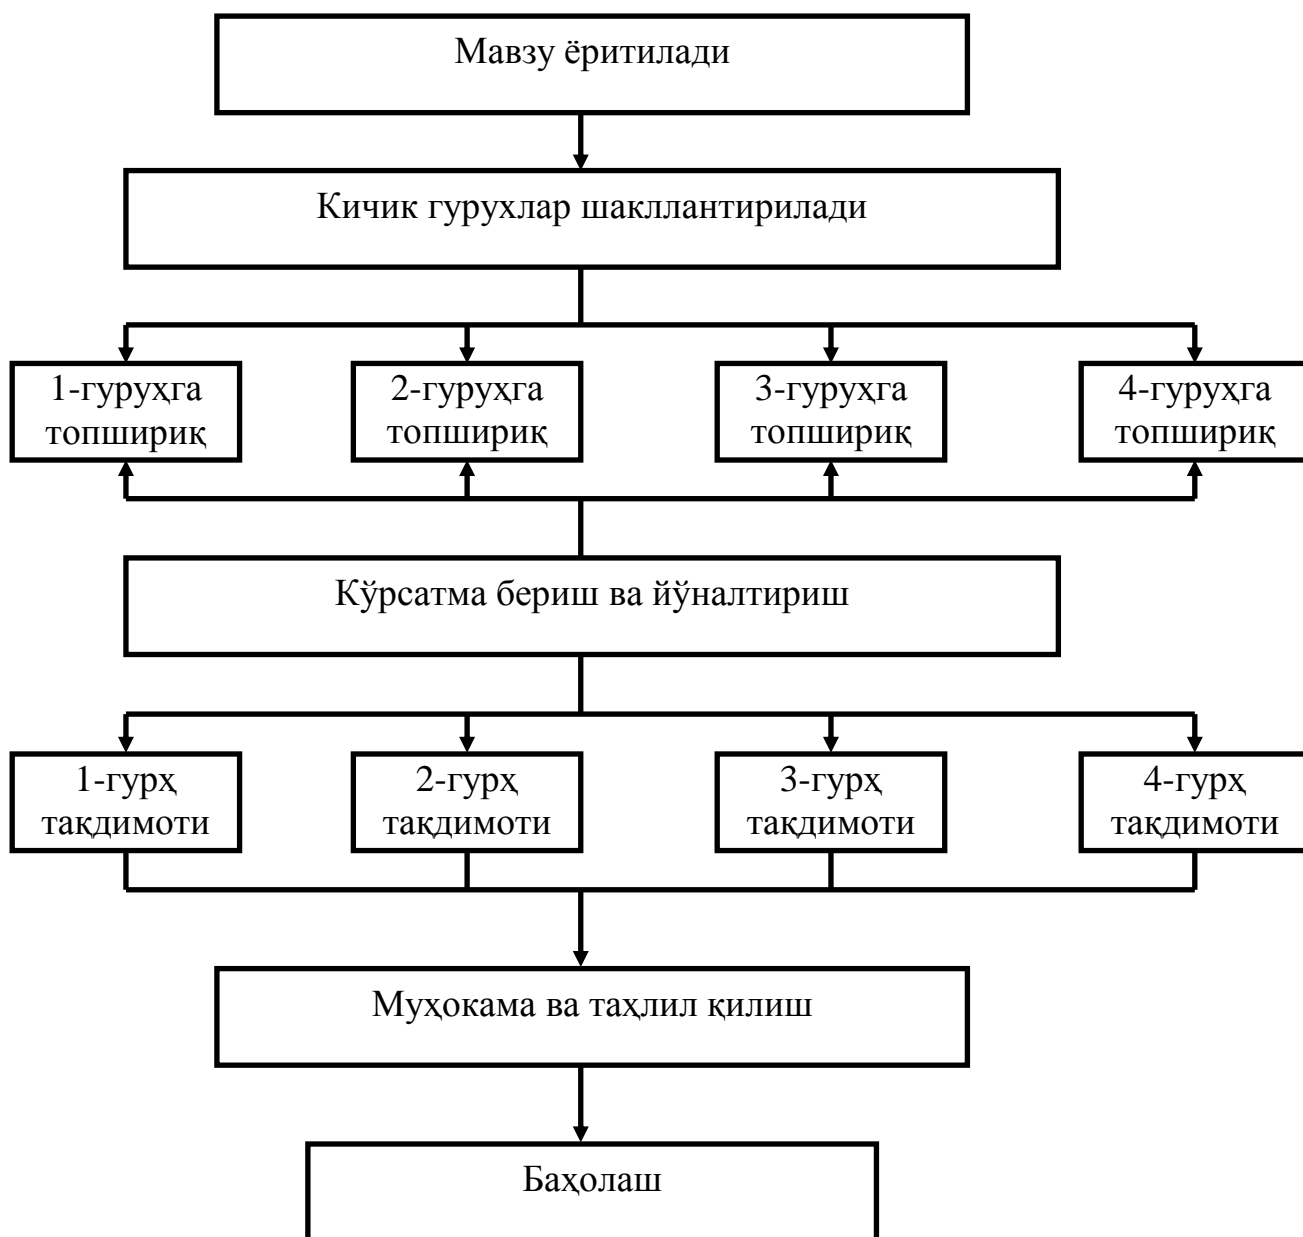 Мавзу ёритилади
Кичик гурухлар шакллантирилади
1-гуруҳга
топшириқ
2-гуруҳга
топшириқ
3-гуруҳга
топшириқ
4-гуруҳга
топшириқ
Кўрсатма бериш ва йўналтириш
1-гурҳ
тақдимоти
2-гурҳ
тақдимоти
3-гурҳ
тақдимоти
4-гурҳ
тақдимоти
Муҳокама ва таҳлил қилиш
Баҳолаш